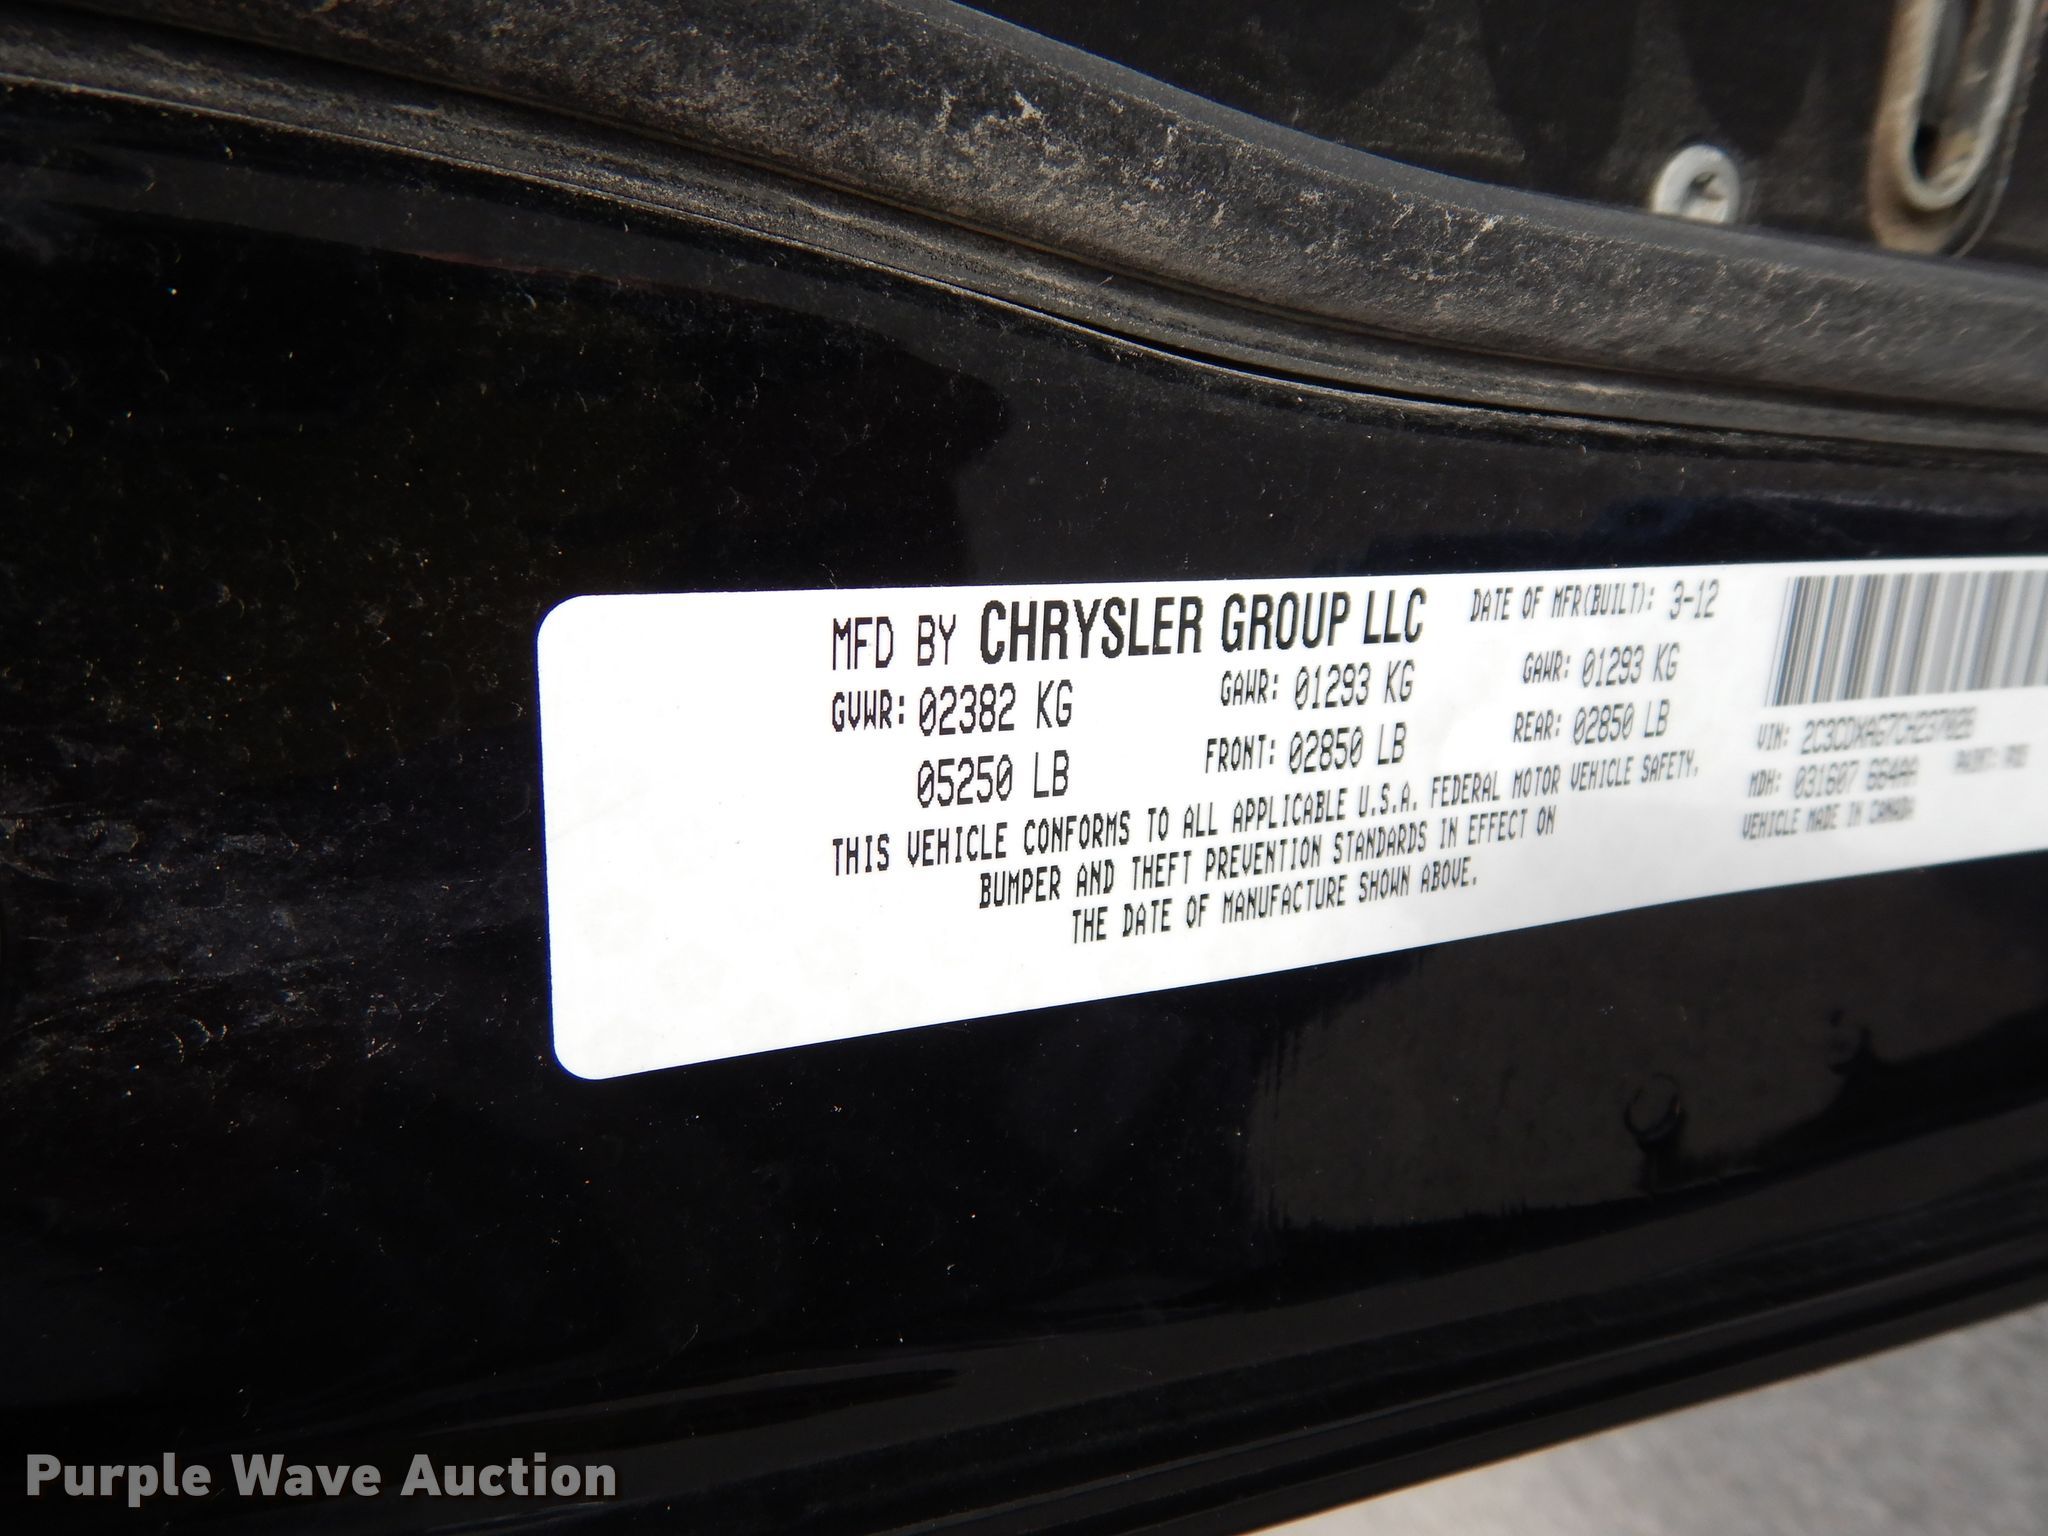 MFD BY CHRYSLER GROUP LLC DATE OF MFR(BUILT): 3-12
GVWR: 02382 KG GAWR: 01293 KG GAWR: 01293 KG
05250 LB FRONT: 02850 LB REAR: 02850 LB
THIS VEHICLE CONFORMS TO ALL APPLICABLE U.S.A. FEDERAL MOTOR VEHICLE SAFETY,
BUMPER AND THEFT PREVENTION STANDARDS IN EFFECT ON
THE DATE OF MANUFACTURE SHOWN ABOVE.
VIN:
MDH: 031607
VEHICLE MADE IN CANADA
Purple Wave Auction